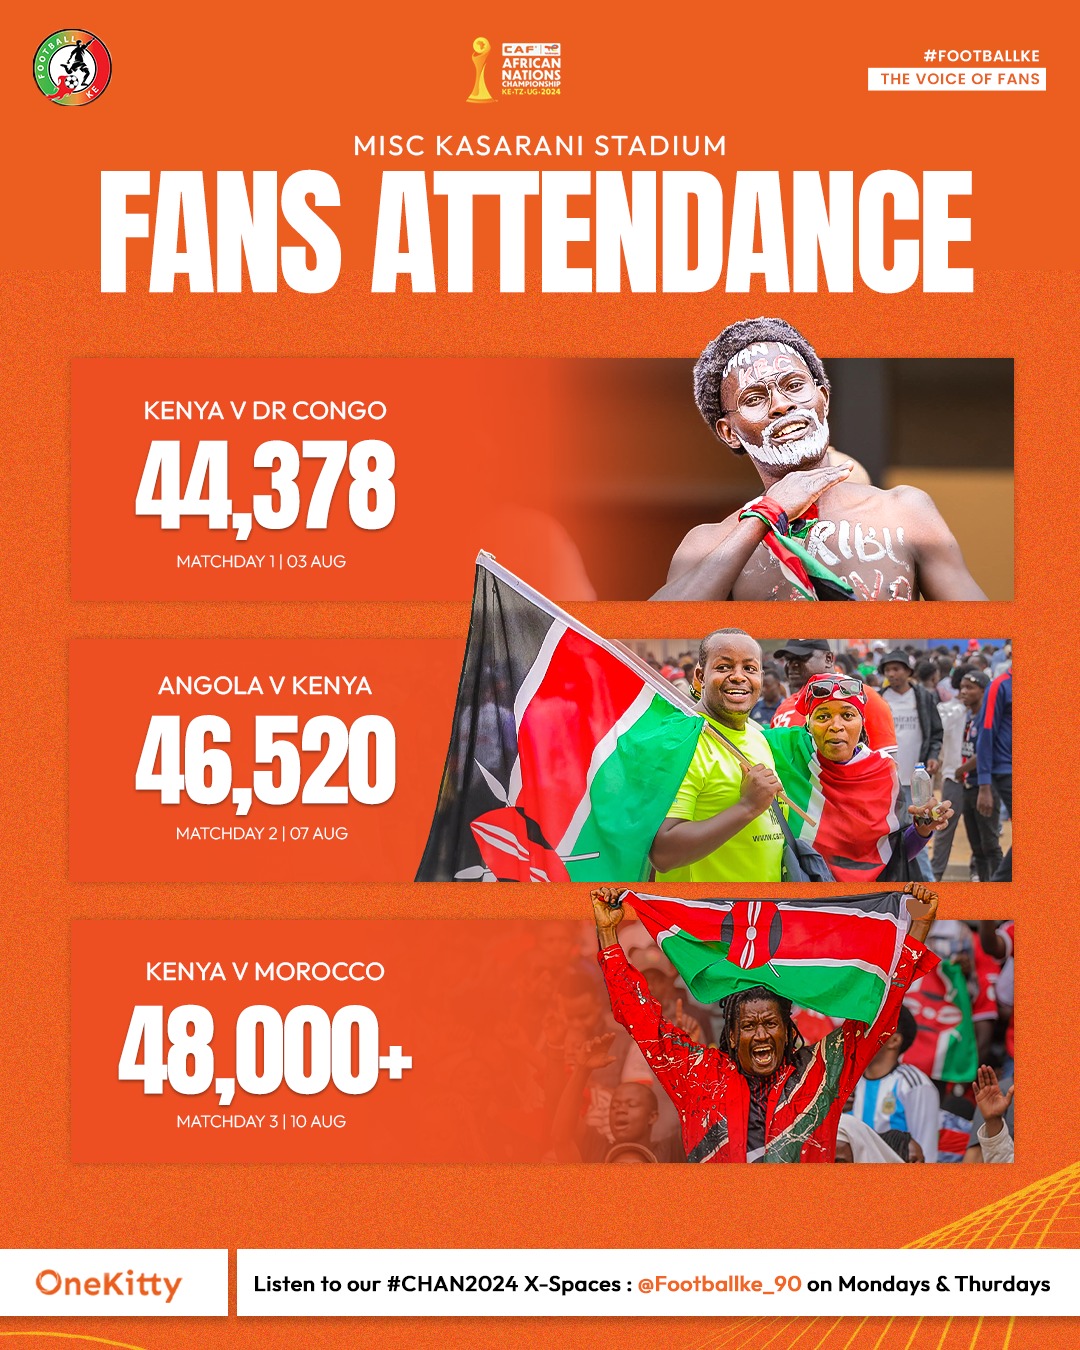 FOOTBALL
KE
CAF
AFRICAN
NATIONS
CHAMPIONSHIP
KE-TZ-UG-2024
#FOOTBALLKE
THE VOICE OF FANS
MISC KASARANI STADIUM
FANS ATTENDANCE
KENYA V DR CONGO
44,378
MATCHDAY 1 | 03 AUG
ANGOLA V KENYA
46,520
MATCHDAY 2 | 07 AUG
KENYA V MOROCCO
48,000+
MATCHDAY 3 | 10 AUG
OneKitty
Listen to our #CHAN2024 X-Spaces : @Footballke_90 on Mondays & Thurdays